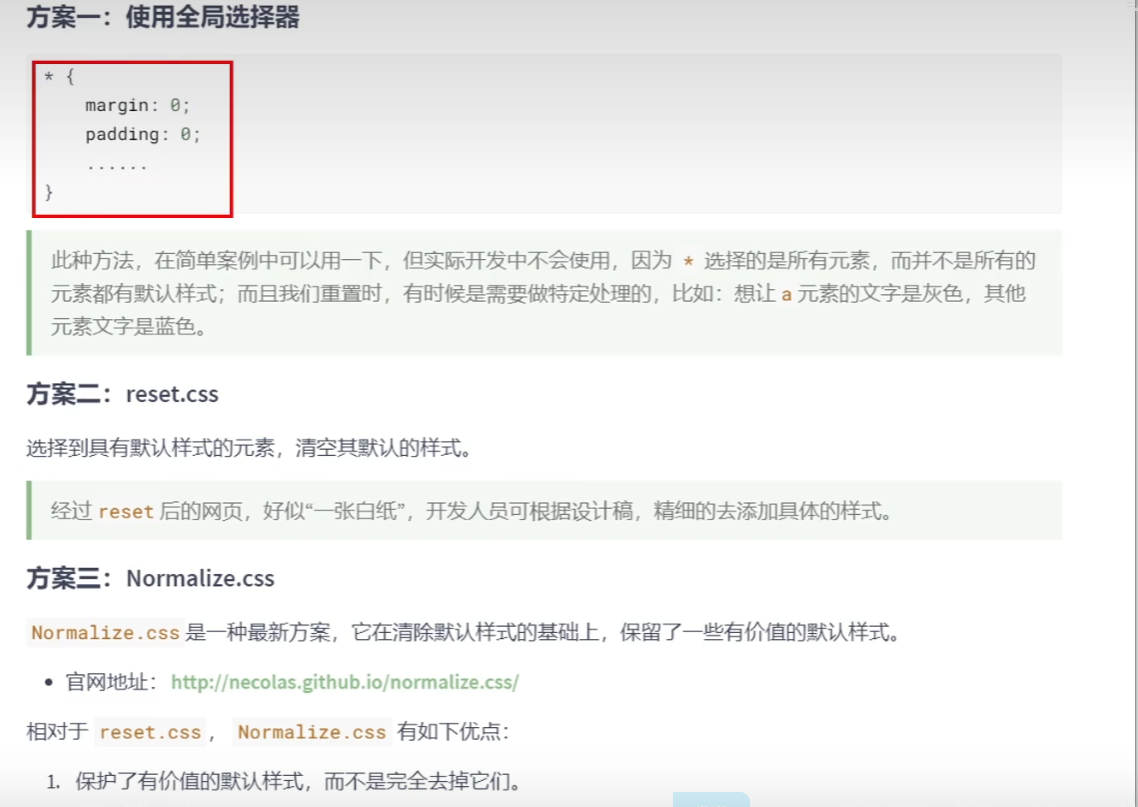 方案一：使用全局选择器
* {
margin: 0;
padding: 0;
......
}
此种方法，在简单案例中可以用一下，但实际开发中不会使用，因为 * 选择的是所有元素，而并不是所有的
元素都有默认样式；而且我们重置时，有时候是需要做特定处理的，比如：想让 a 元素的文字是灰色，其他
元素文字是蓝色。
方案二：reset.css
选择到具有默认样式的元素，清空其默认的样式。
经过 reset 后的网页，好似“一张白纸”，开发人员可根据设计稿，精细的去添加具体的样式。
方案三：Normalize.css
Normalize.css 是一种最新方案，它在清除默认样式的基础上，保留了一些有价值的默认样式。
• 官网地址：http://necolas.github.io/normalize.css/
相对于 reset.css，Normalize.css 有如下优点：
1. 保护了有价值的默认样式，而不是完全去掉它们。